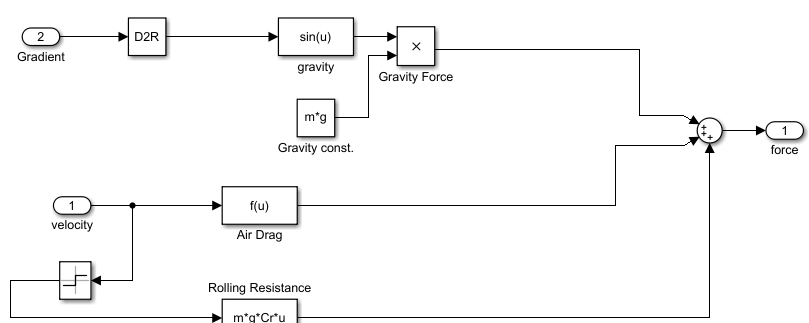 2
Gradient
D2R
sin(u)
gravity
×
Gravity Force
m*g
Gravity const.
+
+
+
1
force
1
velocity
f(u)
Air Drag
Rolling Resistance
m*g*Cr*u